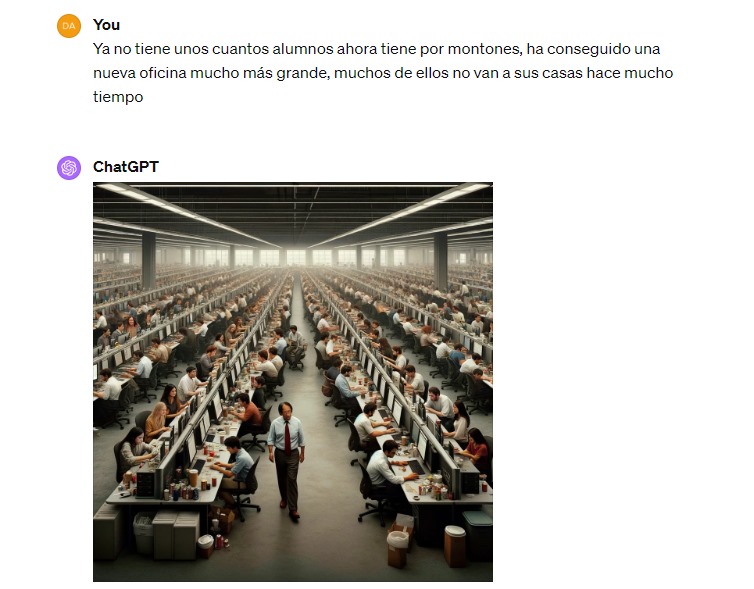 DA
You
Ya no tiene unos cuantos alumnos ahora tiene por montones, ha conseguido una
nueva oficina mucho más grande, muchos de ellos no van a sus casas hace mucho
tiempo
ChatGPT